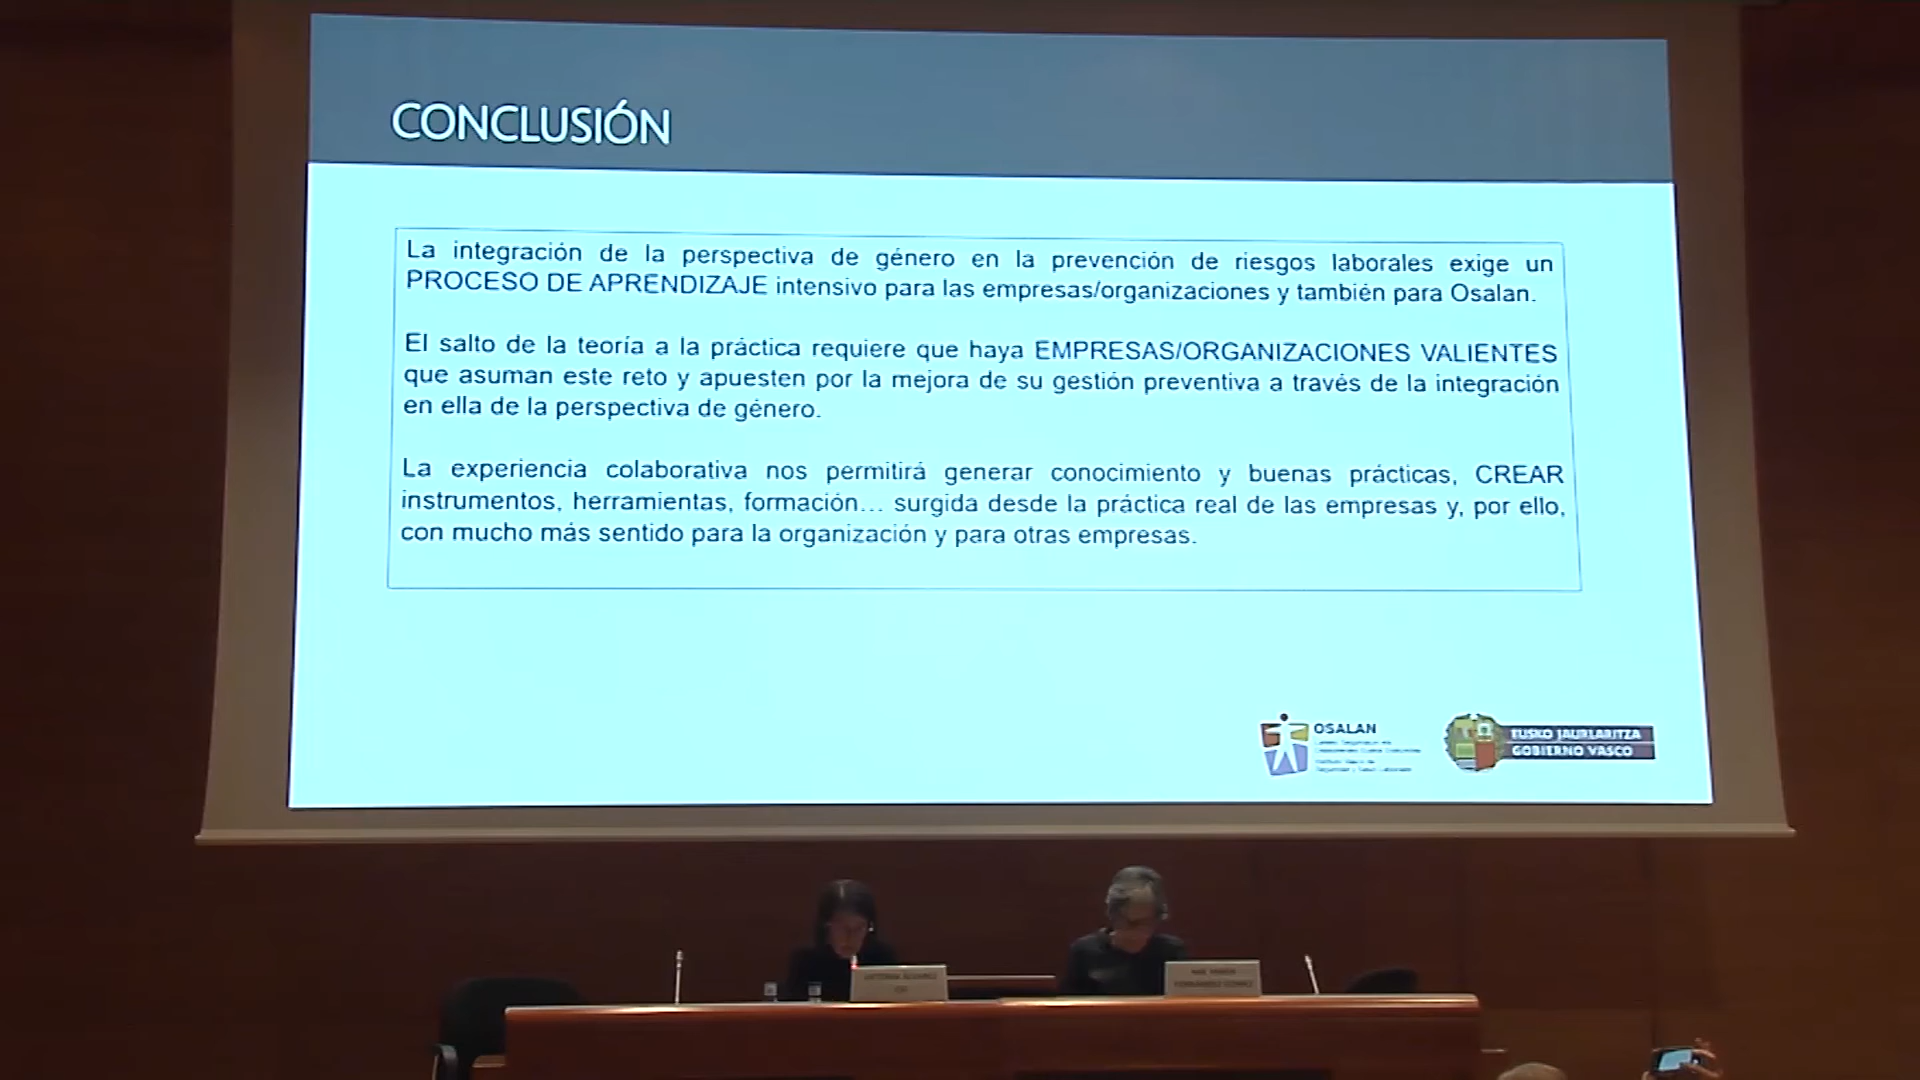 CONCLUSIÓN
La integración de la perspectiva de género en la prevención de riesgos laborales exige un
PROCESO DE APRENDIZAJE intensivo para las empresas/organizaciones y también para Osalan.
El salto de la teoría a la práctica requiere que haya EMPRESAS/ORGANIZACIONES VALIENTES
que asuman este reto y apuesten por la mejora de su gestión preventiva a través de la integración
en ella de la perspectiva de género.
La experiencia colaborativa nos permitirá generar conocimiento y buenas prácticas, CREAR
instrumentos, herramientas, formación... surgida desde la práctica real de las empresas y, por ello,
con mucho más sentido para la organización y para otras empresas.
OSALAN
EUSKO JAURLARITZA
GOBIERNO VASCO